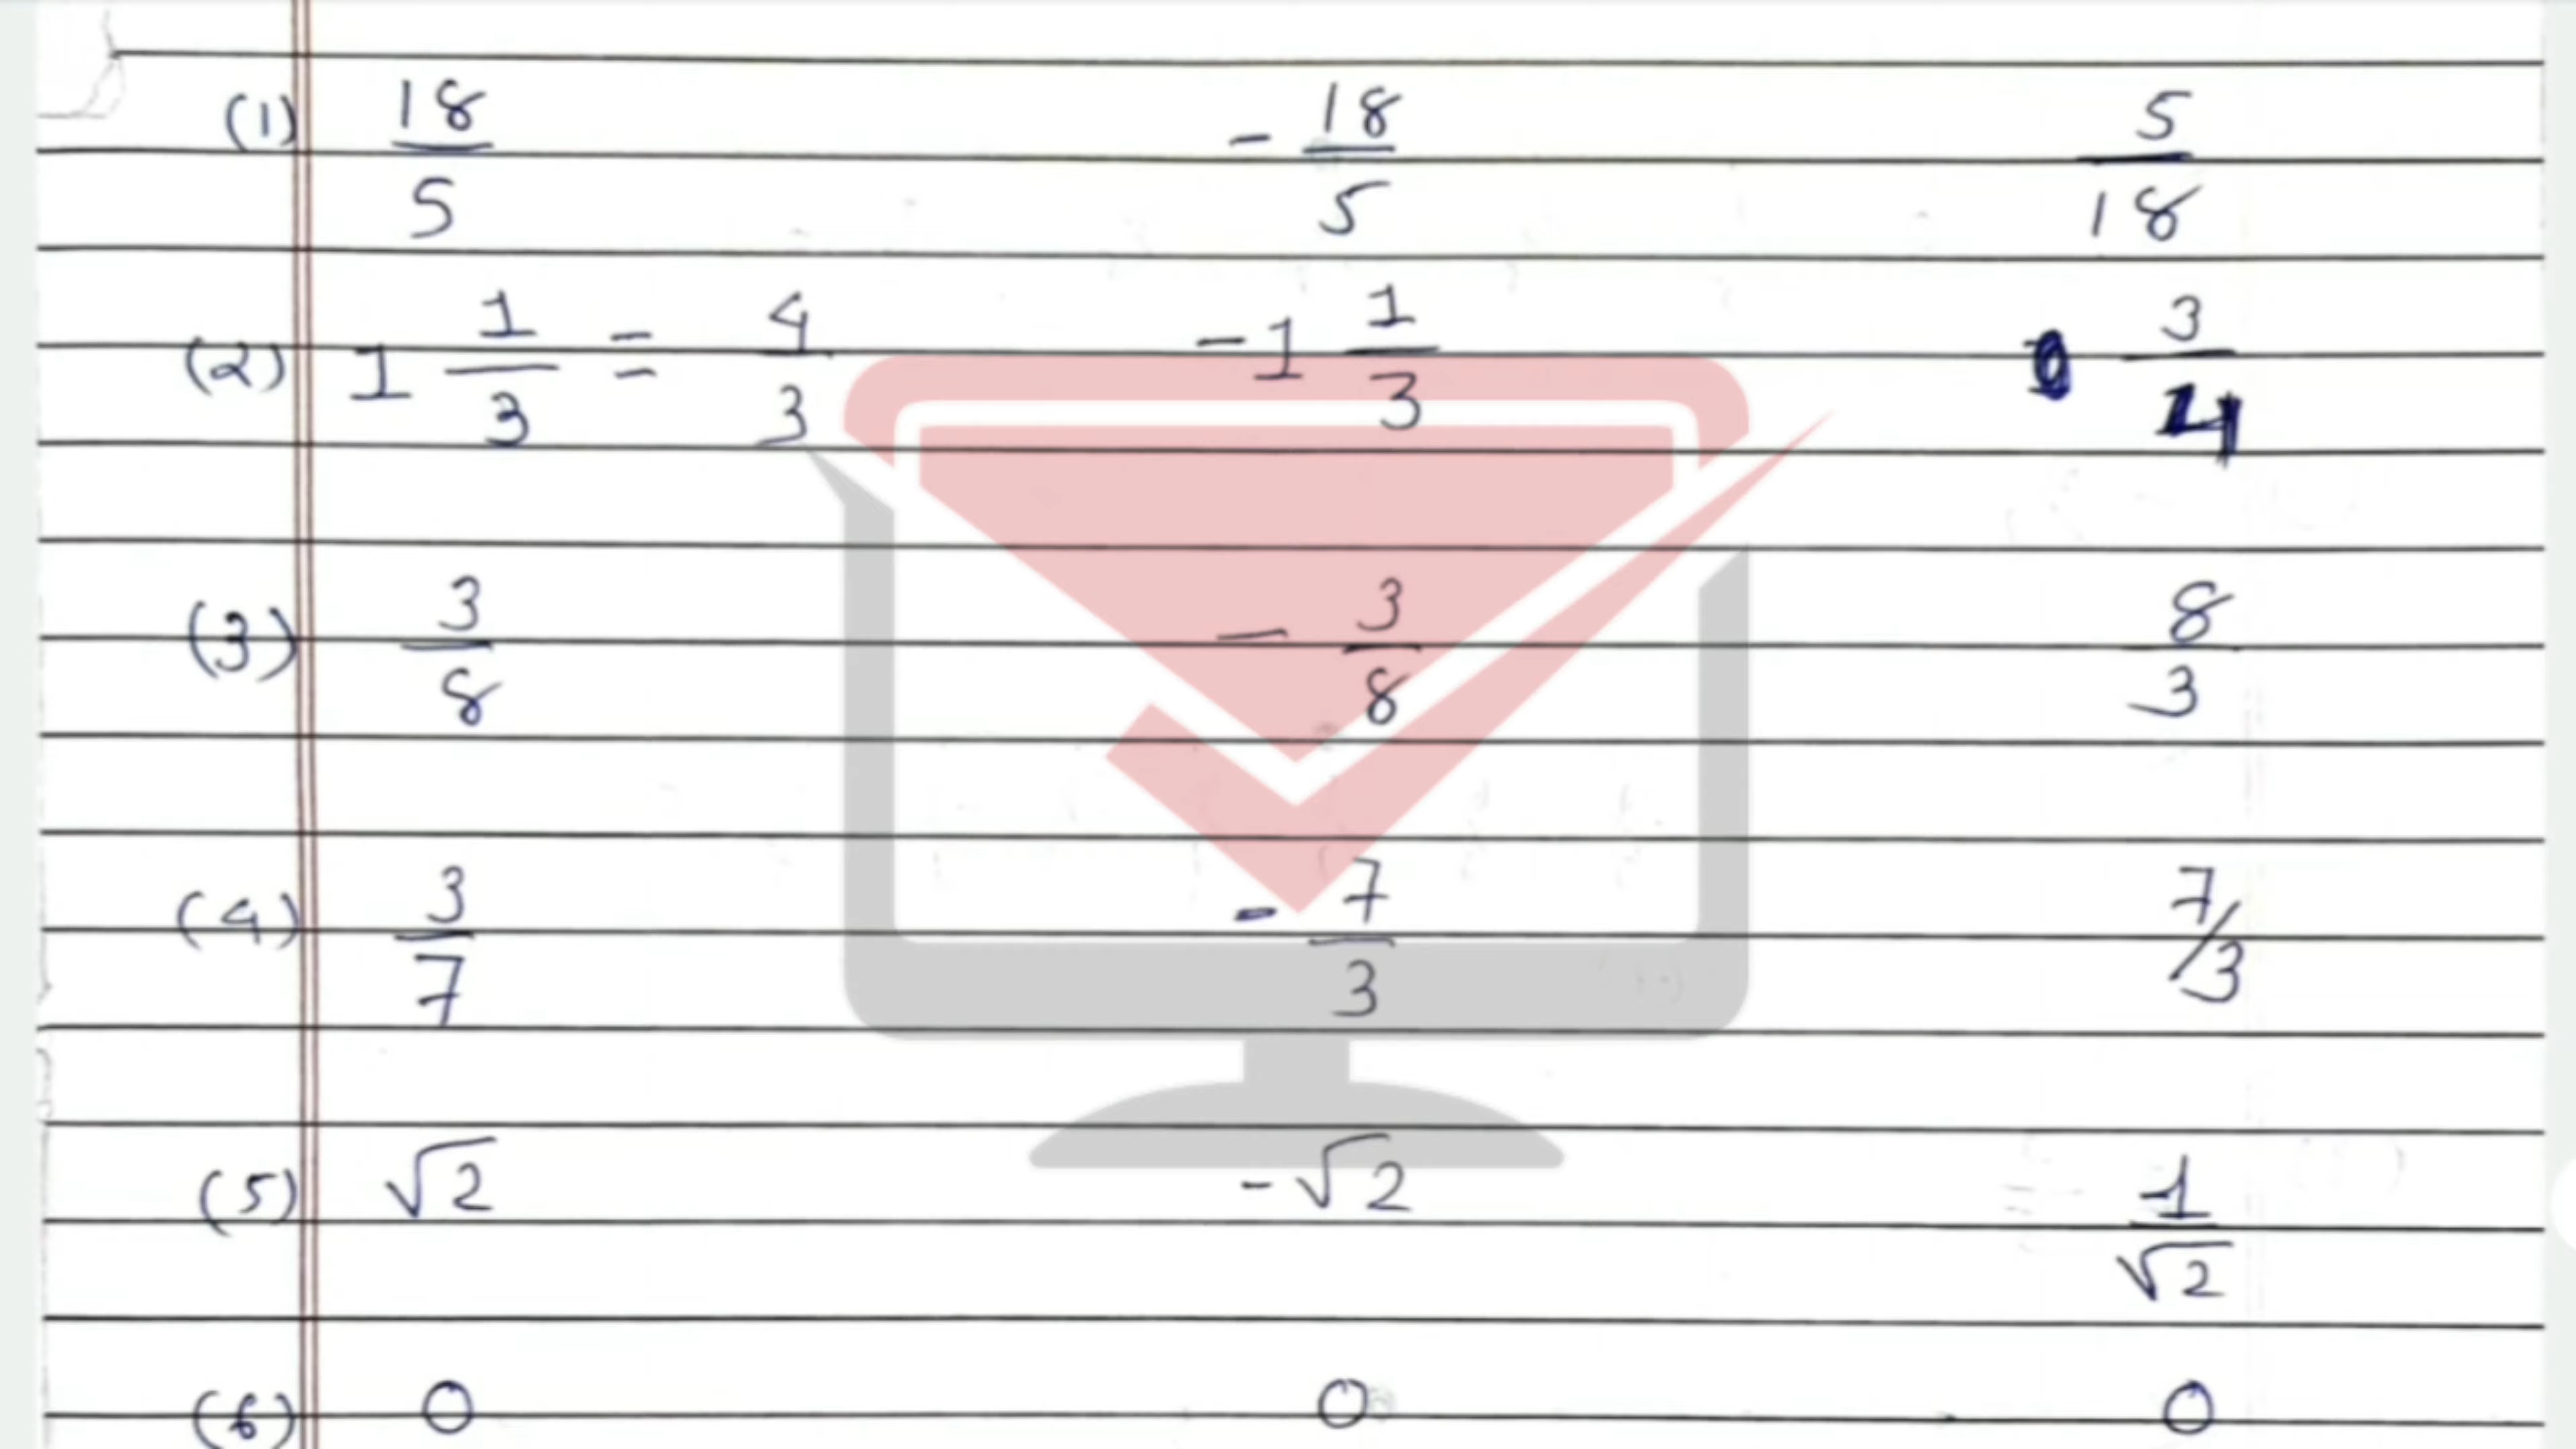 (1) 18/5 - 18/5 5/18
(2) 1 1/3 = 4/3 -1 1/3 3/4
(3) 3/8 - 3/8 8/3
(4) 3/7 - 7/3 7/3
(5) √2 -√2 1/√2
(6) 0 0 0